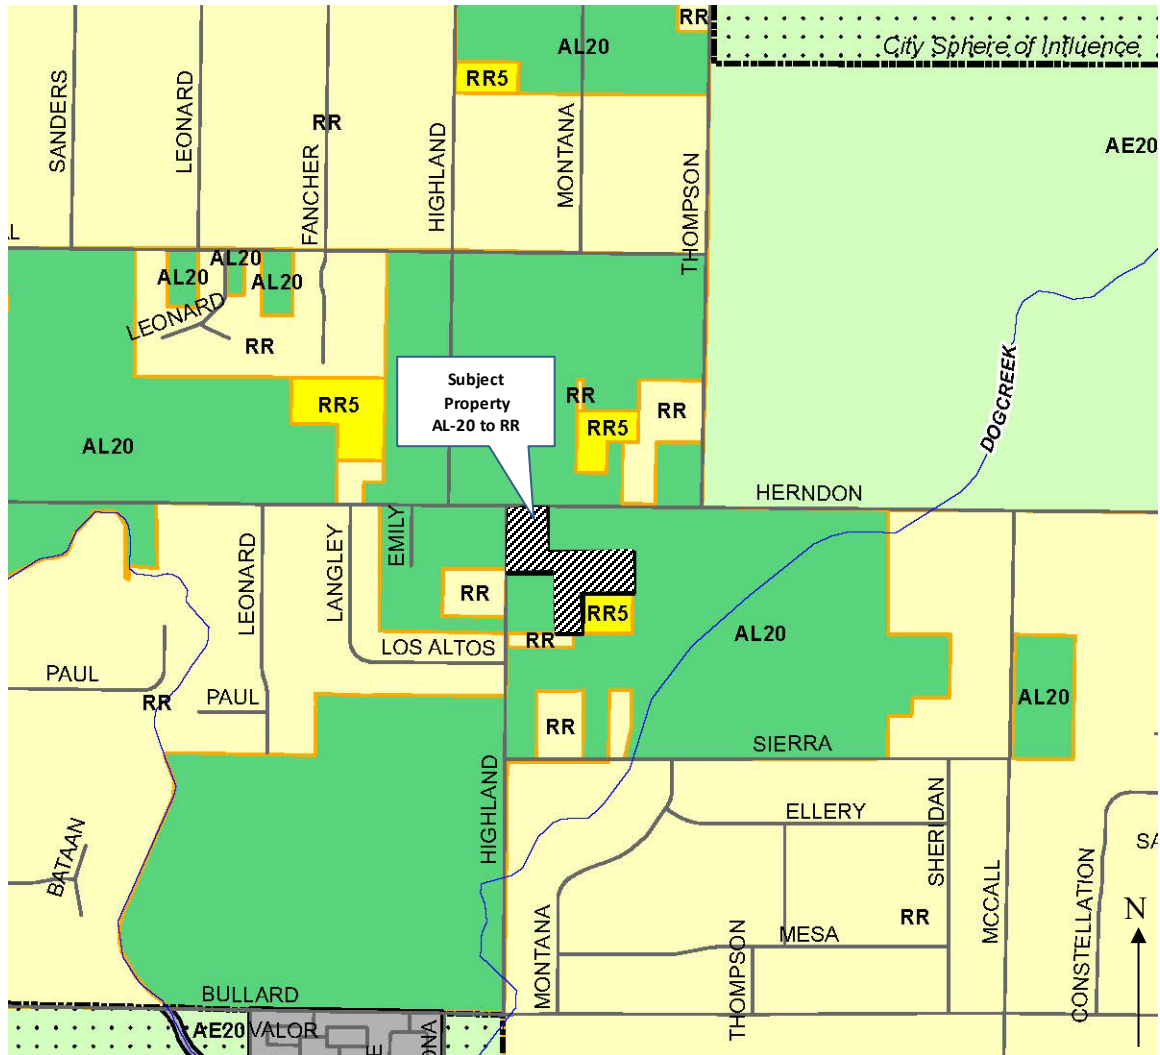 RR
AL20
City Sphere of Influence
RR5
SANDERS
LEONARD
RR
FANCHER
HIGHLAND
MONTANA
THOMPSON
AE20
AL20
AL20
AL20
LEONARD
RR
DOGCREEK
Subject
Property
AL-20 to RR
RR
RR
RR5
RR5
AL20
HERNDON
EMILY
LANGLEY
LEONARD
RR
RR5
RR
LOS ALTOS
AL20
PAUL
RR
PAUL
AL20
RR
SIERRA
HIGHLAND
ELLERY
SHERIDAN
BATAAN
MCCALL
CONSTELLATION
N
RR
MESA
MONTANA
THOMPSON
BULLARD
AE20
VALOR